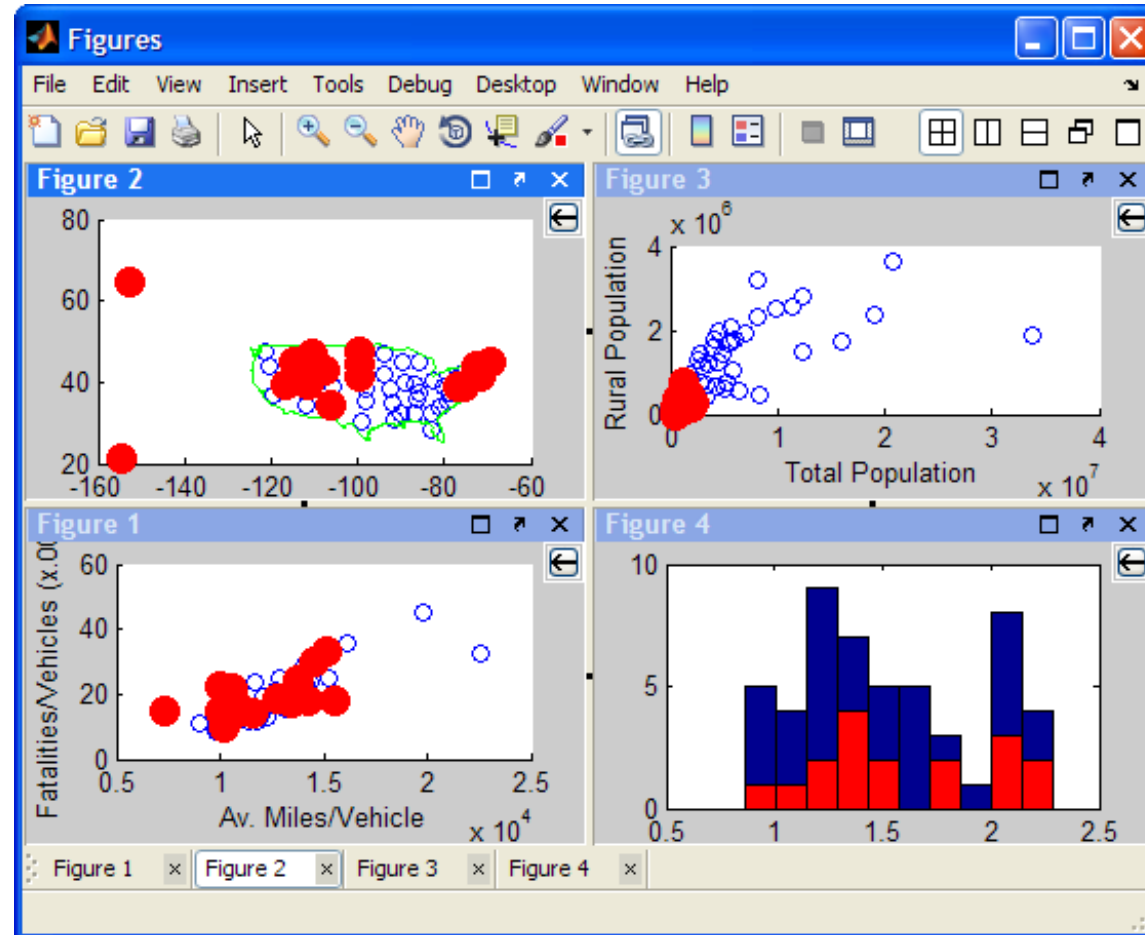 Figures
File Edit View Insert Tools Debug Desktop Window Help
Figure 2
80
60
40
20
-160 -140 -120 -100 -80 -60
Figure 3
x 10^6
Rural Population
4
2
0
0 1 2 3 4
Total Population
x 10^7
Figure 1
Fatalities/Vehicles (x.00
60
40
20
0
0.5 1 1.5 2 2.5
Av. Miles/Vehicle
x 10^4
Figure 4
10
5
0
0.5 1 1.5 2 2.5
Figure 1 Figure 2 Figure 3 Figure 4